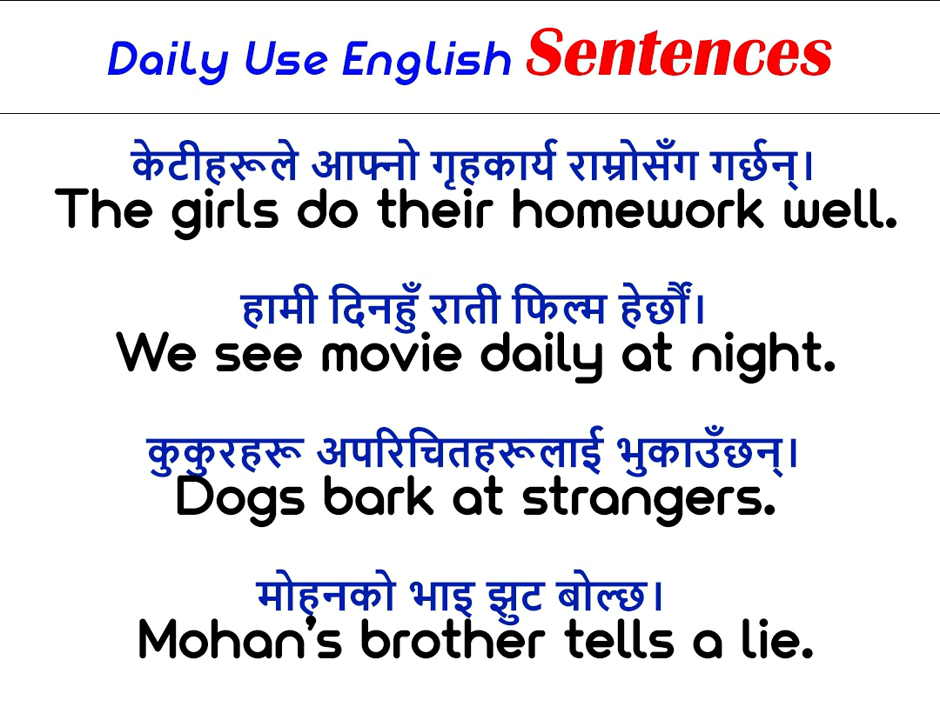 Daily Use English Sentences
केटीहरूले आफ्नो गृहकार्य राम्रोसँग गर्छन्।
The girls do their homework well.
हामी दिनहुँ राती फिल्म हेर्छौं।
We see movie daily at night.
कुकुरहरू अपरिचितहरूलाई भुकाउँछन्।
Dogs bark at strangers.
मोहनको भाइ झुट बोल्छ।
Mohan's brother tells a lie.